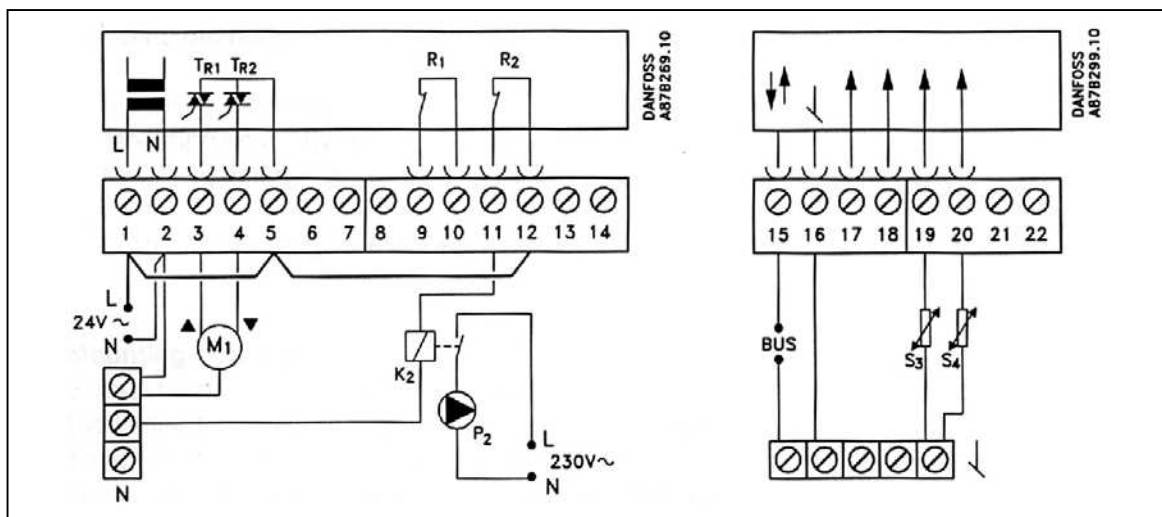 TR1 TR2
R1
R2
DANFOSS
A87B269.10
L N
1 2 3 4 5 6 7 8 9 10 11 12 13 14
L
24V~
N
M1
K2
P2
L
230V~
N
N
DANFOSS
A87B299.10
15 16 17 18 19 20 21 22
BUS
S3
S4